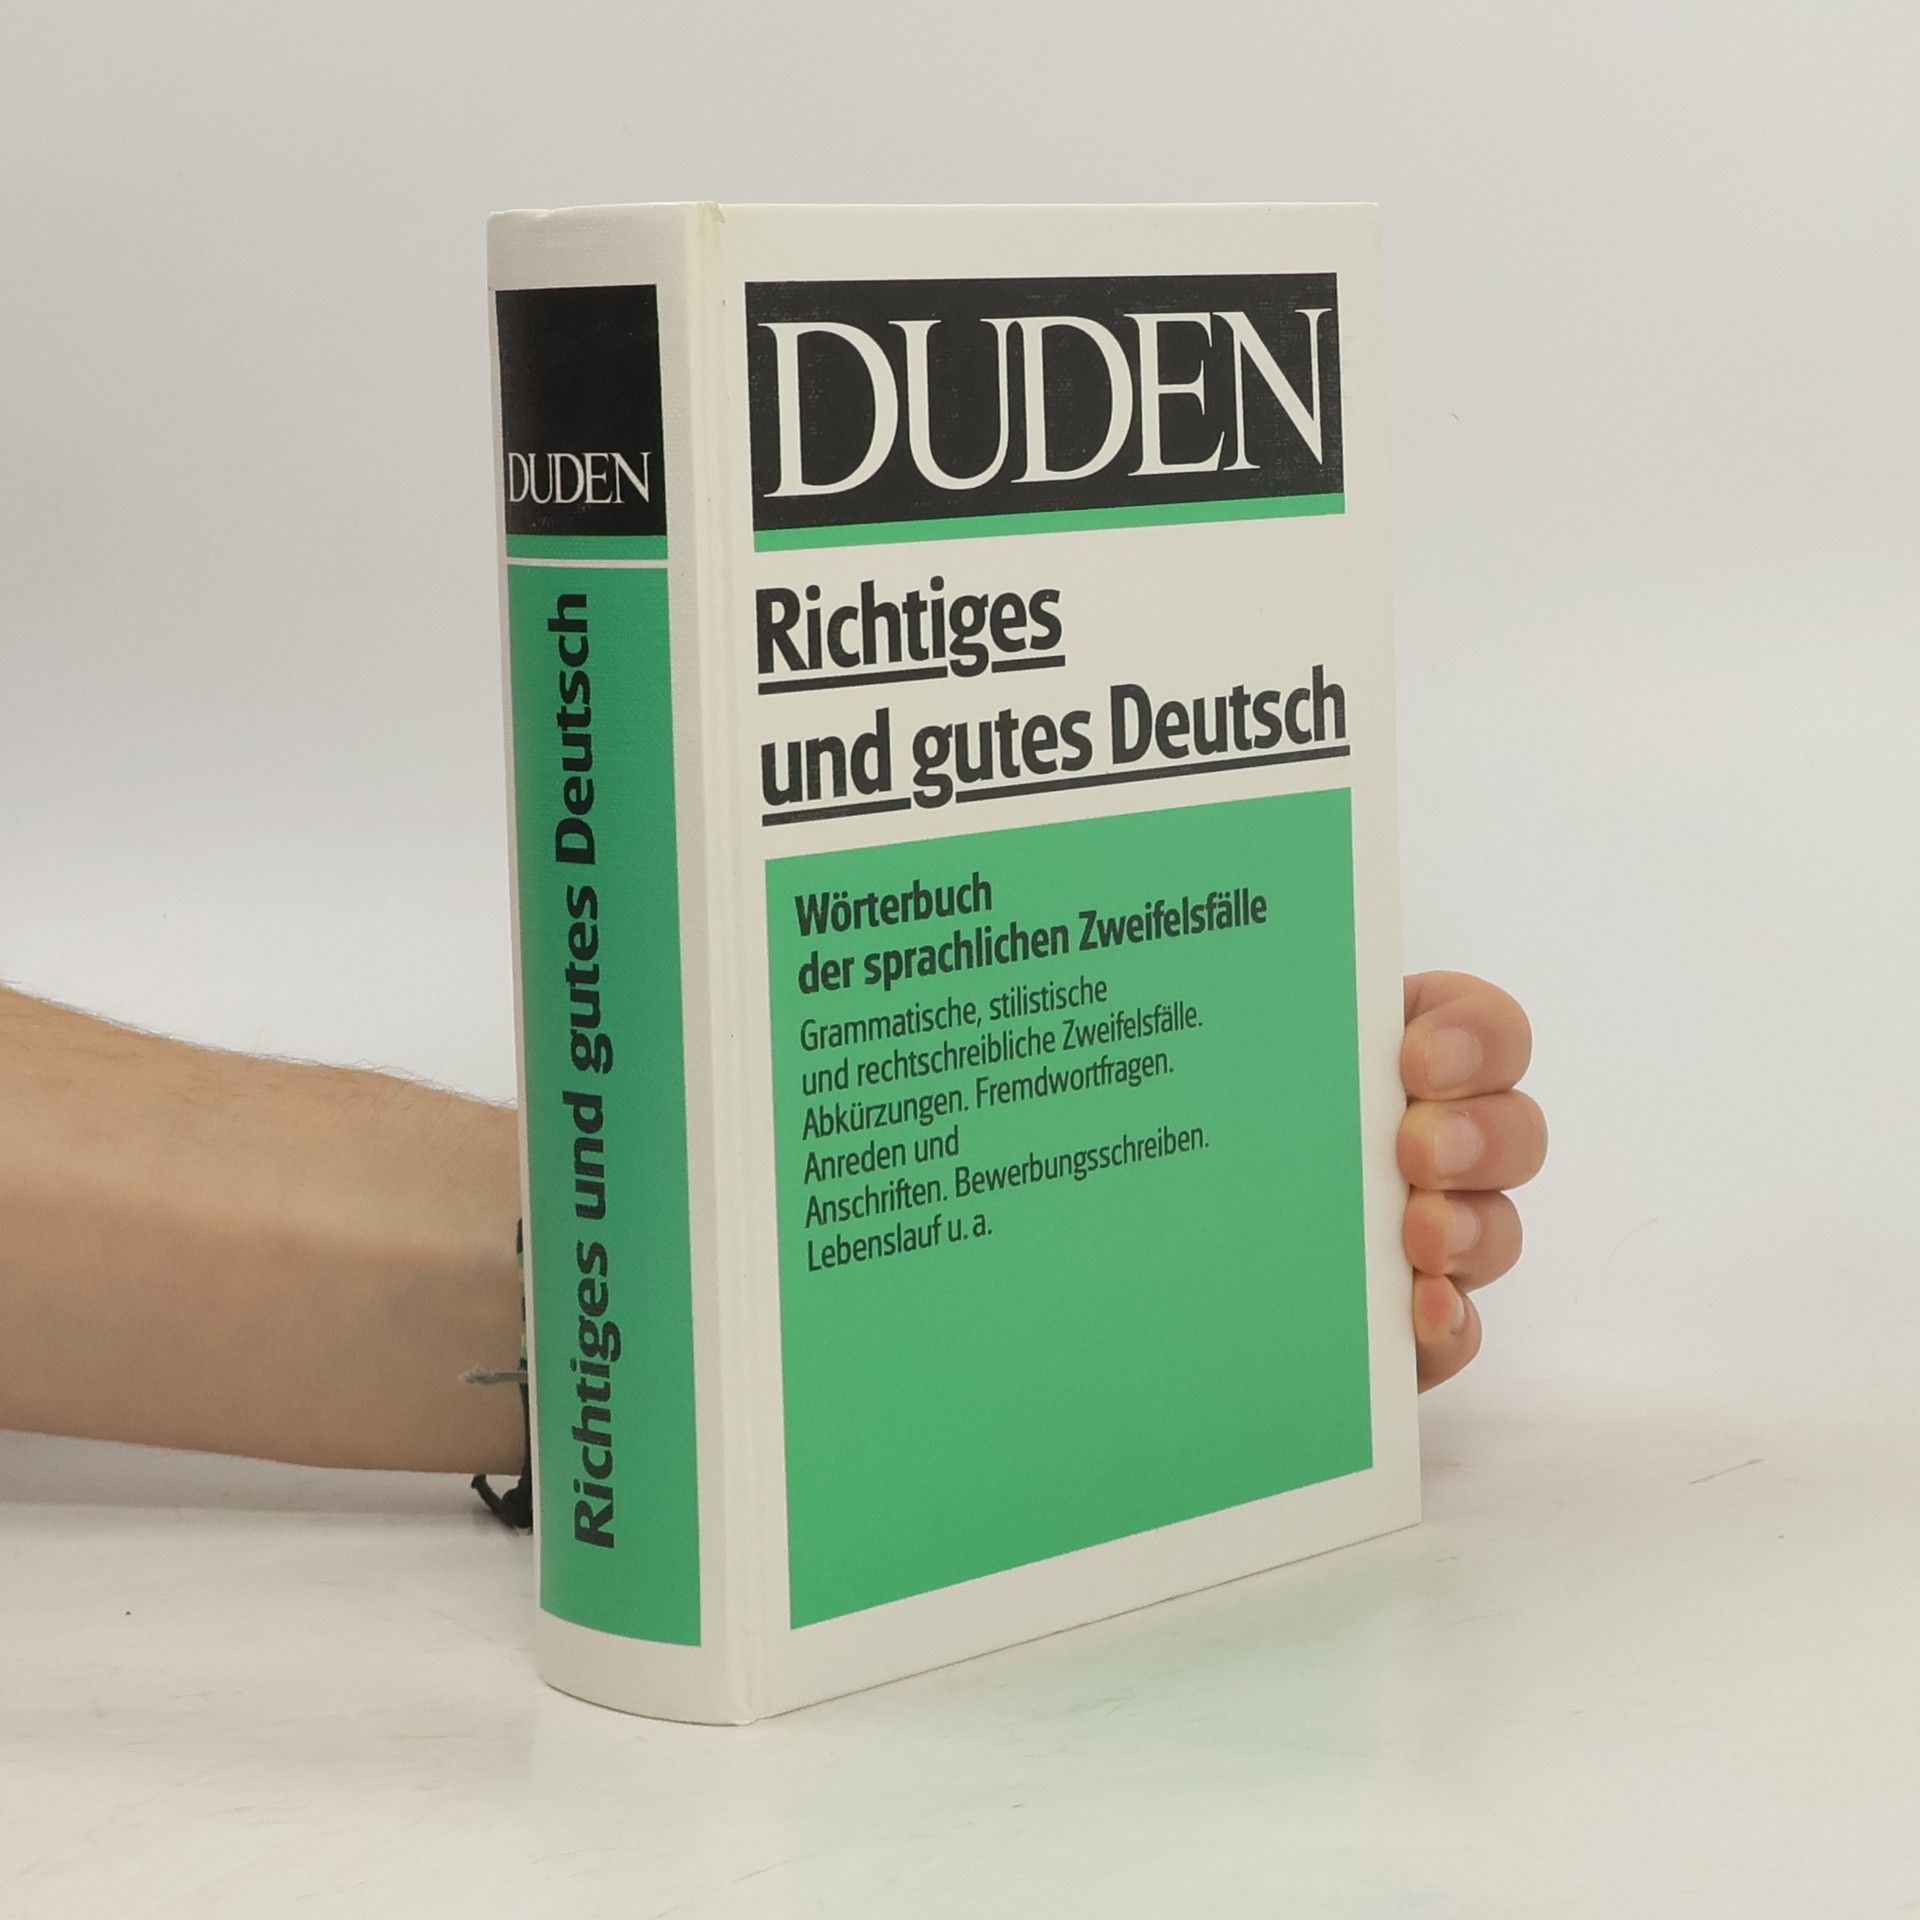 DUDEN
Richtiges und gutes Deutsch
DUDEN
Richtiges
und gutes Deutsch
Wörterbuch
der sprachlichen Zweifelsfälle
Grammatische, stilistische
und rechtschreibliche Zweifelsfälle.
Abkürzungen. Fremdwortfragen.
Anreden und
Anschriften. Bewerbungsschreiben.
Lebenslauf u. a.